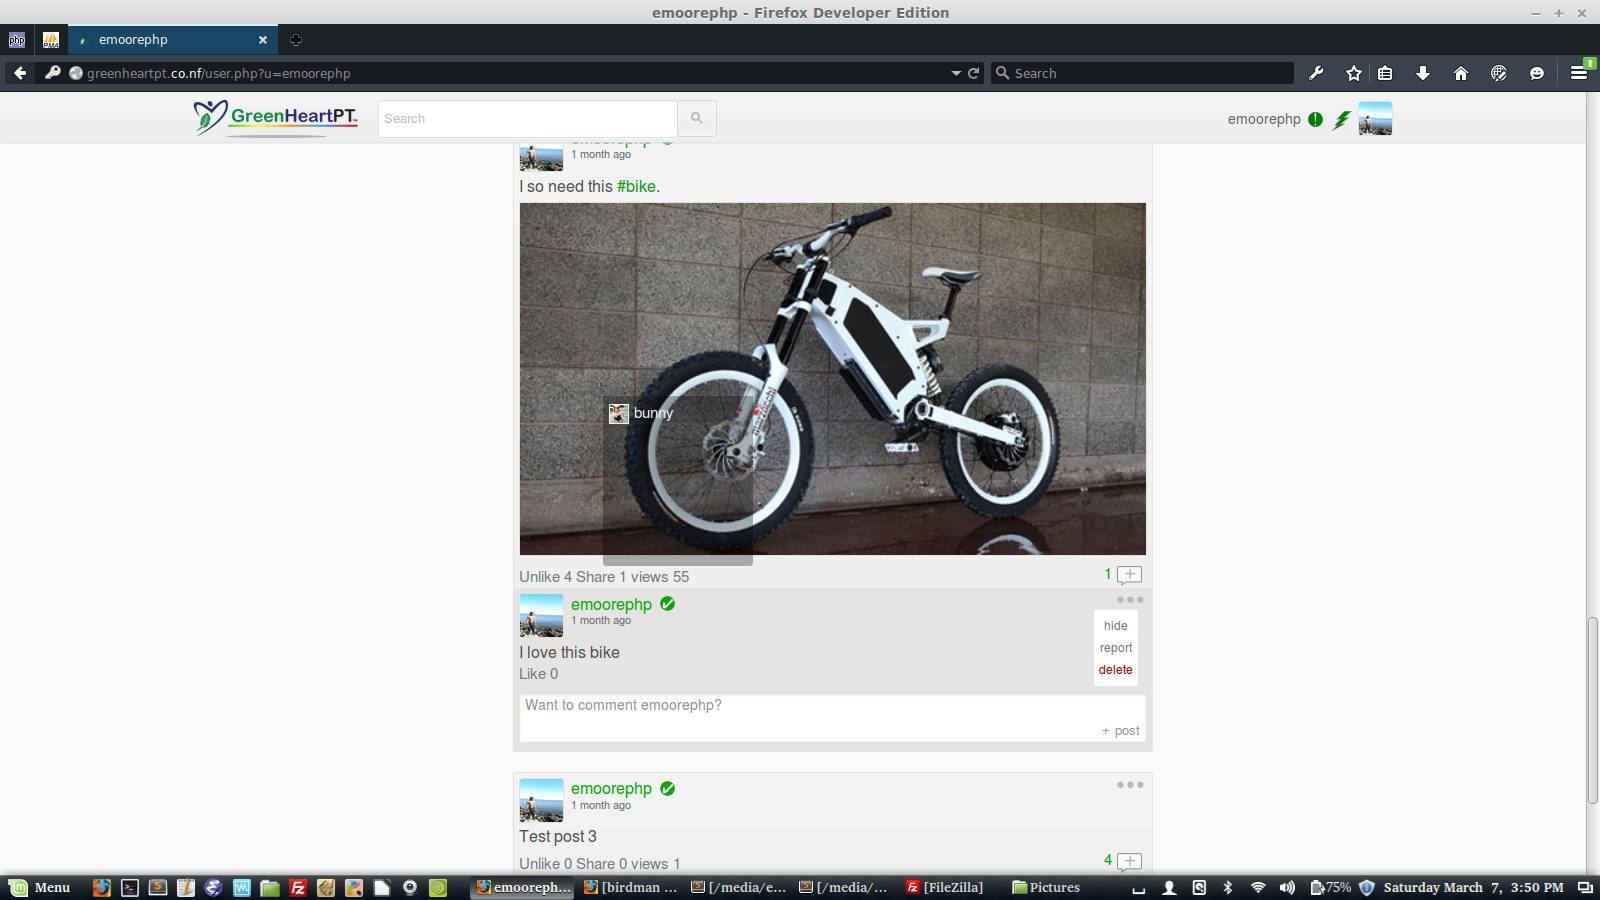 emoorephp - Firefox Developer Edition
php
PMA
emoorephp
greenheartpt.co.nf/user.php?u=emoorephp
Search
GreenHeartPT
Search
emoorephp
1 month ago
I so need this #bike.
bunny
Unlike 4 Share 1 views 55
1
emoorephp
1 month ago
hide
report
delete
I love this bike
Like 0
Want to comment emoorephp?
+ post
emoorephp
1 month ago
Test post 3
Unlike 0 Share 0 views 1
4
Menu
emooreph...
[birdman ...
[/media/e...
[/media/...
[FileZilla]
Pictures
75%
Saturday March 7, 3:50 PM